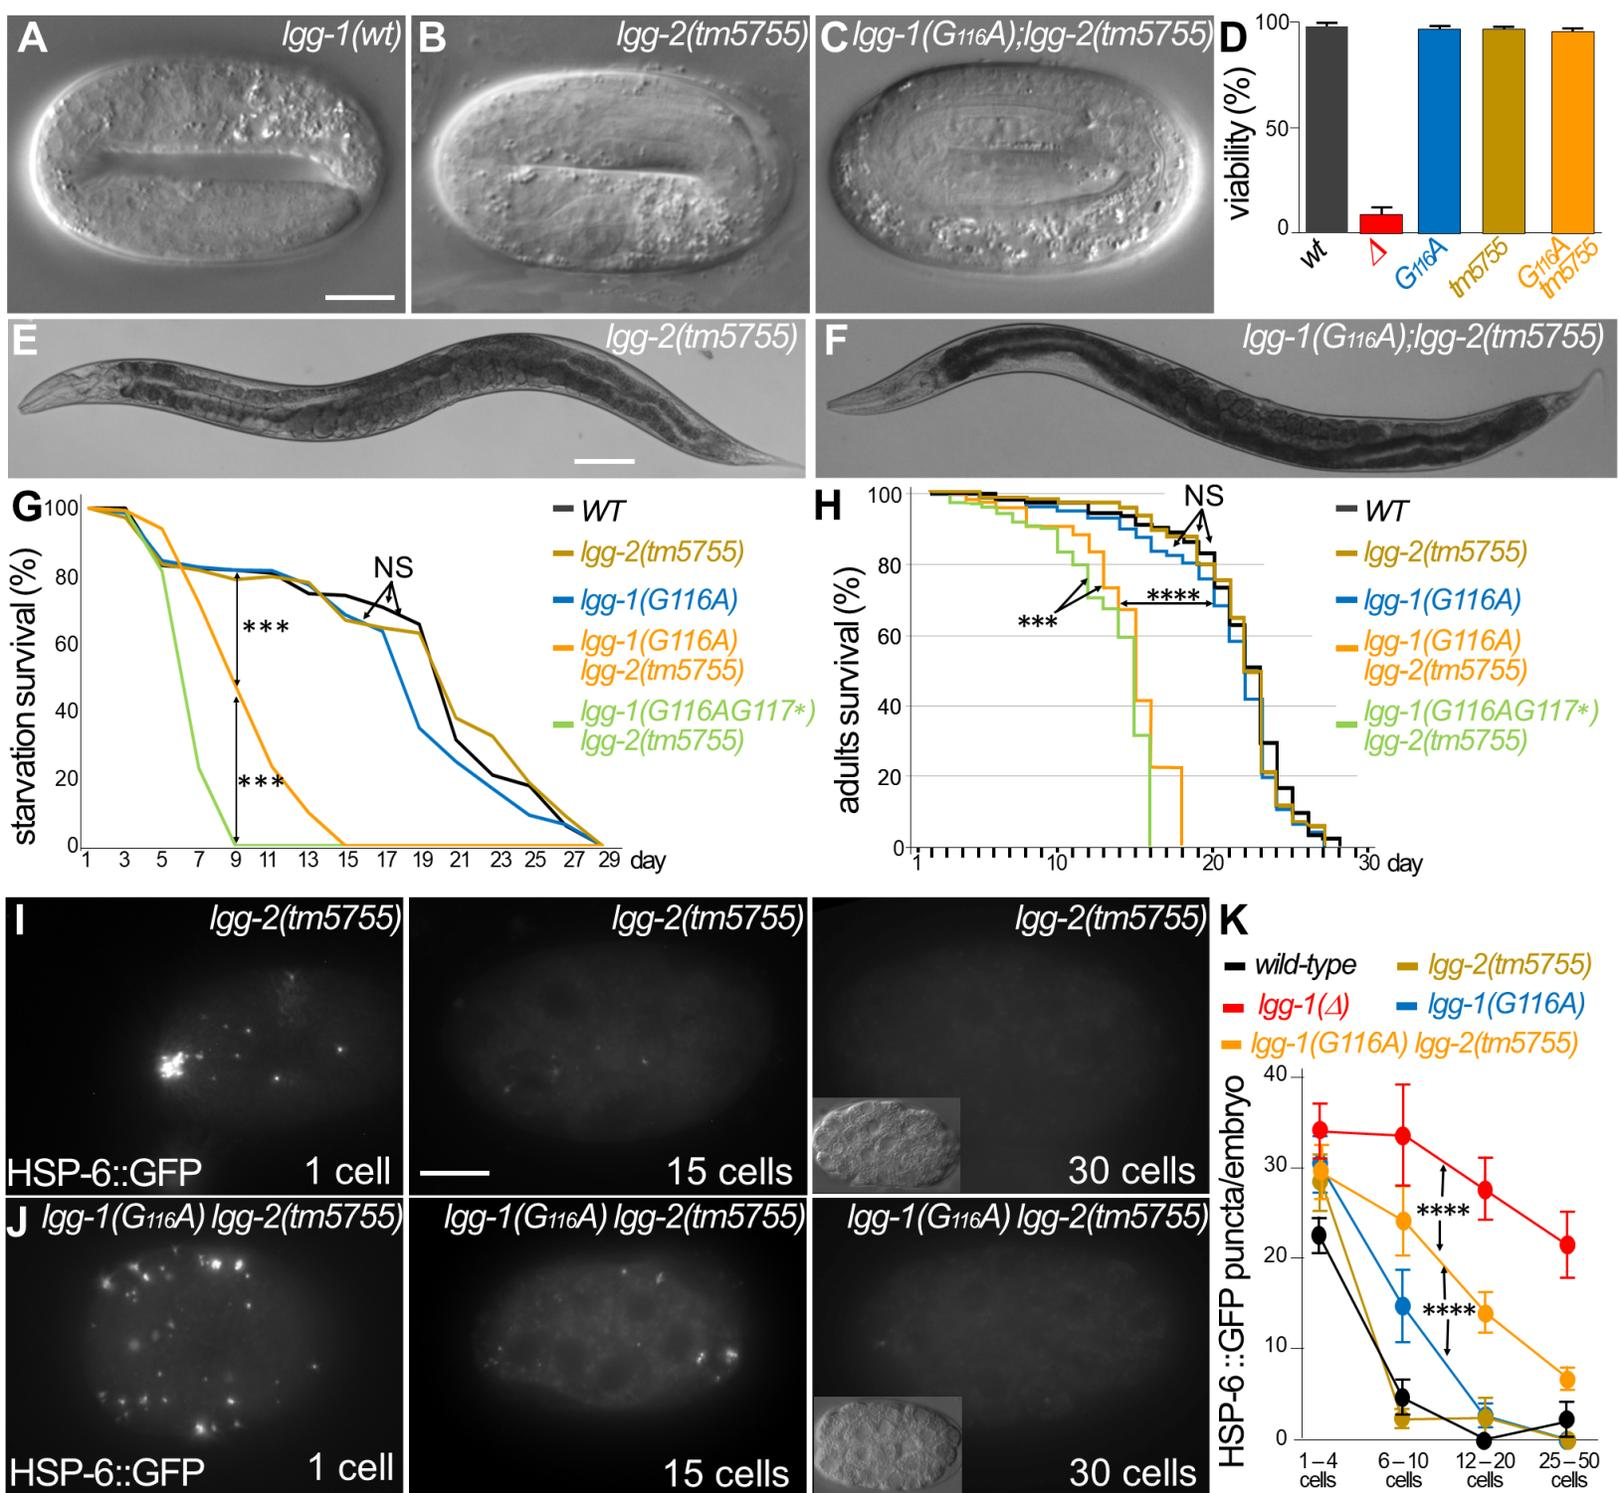 A lgg-1(wt)
B lgg-2(tm5755)
C lgg-1(G116A);lgg-2(tm5755)
D
viability (%)
100
50
0
wt
Δ
G116A
tm5755
G116A
tm5755
E lgg-2(tm5755)
F lgg-1(G116A);lgg-2(tm5755)
G
starvation survival (%)
100
80
60
40
20
0
1 3 5 7 9 11 13 15 17 19 21 23 25 27 29 day
NS
***
***
WT
lgg-2(tm5755)
lgg-1(G116A)
lgg-1(G116A)
lgg-2(tm5755)
lgg-1(G116AG117*)
lgg-2(tm5755)
H
adults survival (%)
100
80
60
40
20
0
1 10 20 30 day
NS
****
***
WT
lgg-2(tm5755)
lgg-1(G116A)
lgg-1(G116A)
lgg-2(tm5755)
lgg-1(G116AG117*)
lgg-2(tm5755)
I lgg-2(tm5755)
HSP-6::GFP 1 cell
lgg-2(tm5755)
15 cells
lgg-2(tm5755)
30 cells
J lgg-1(G116A) lgg-2(tm5755)
HSP-6::GFP 1 cell
lgg-1(G116A) lgg-2(tm5755)
15 cells
lgg-1(G116A) lgg-2(tm5755)
30 cells
K
wild-type lgg-2(tm5755)
lgg-1(Δ) lgg-1(G116A)
lgg-1(G116A) lgg-2(tm5755)
HSP-6 ::GFP puncta/embryo
40
30
20
10
0
****
****
1–4 6–10 12–20 25–50
cells cells cells cells